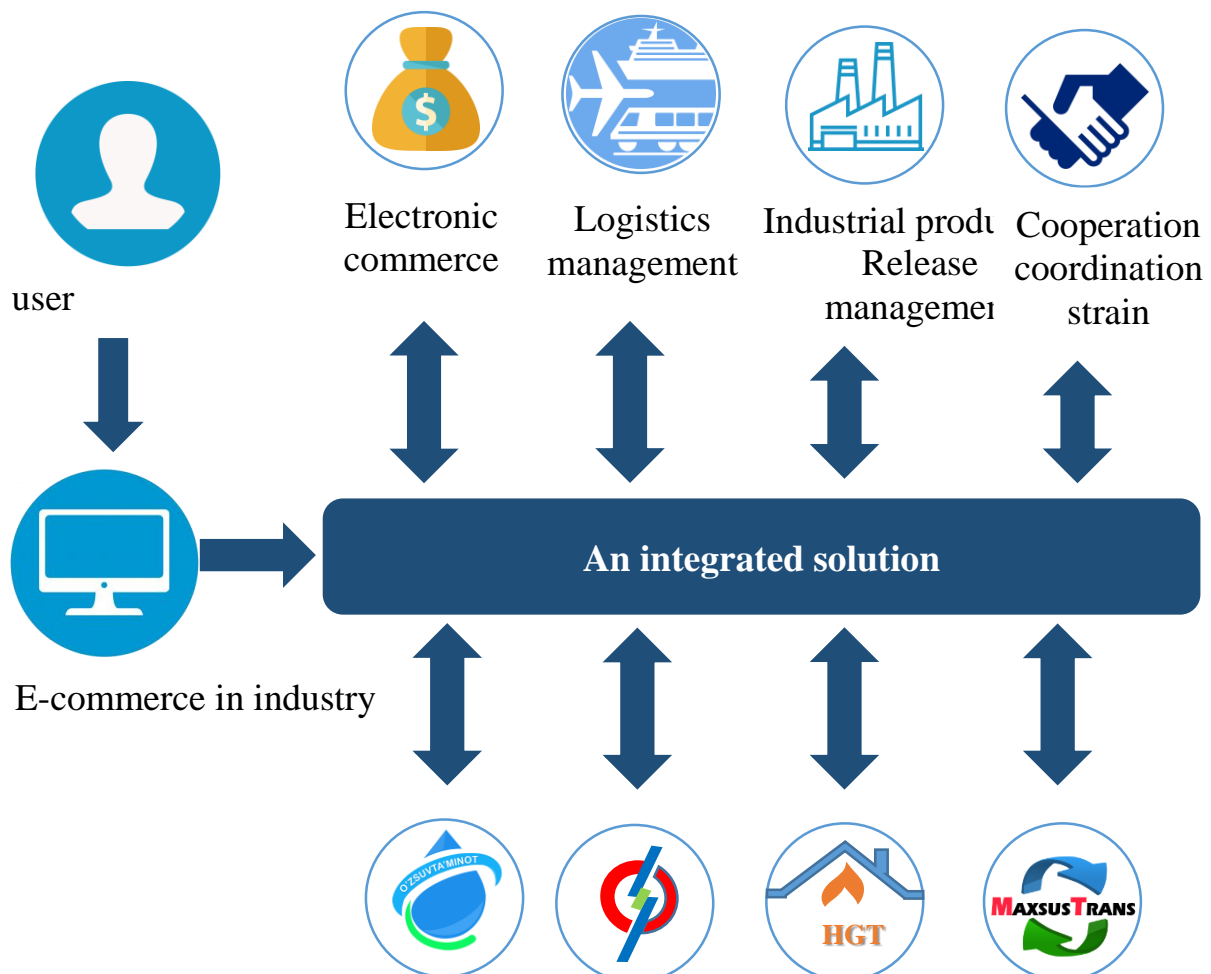 $
Electronic
commerce
Logistics
management
Industrial produ
Release
managemen
Cooperation
coordination
strain
user
An integrated solution
E-commerce in industry
O'ZSUVTA'MINOT
HGT
MAXSUSTRANS